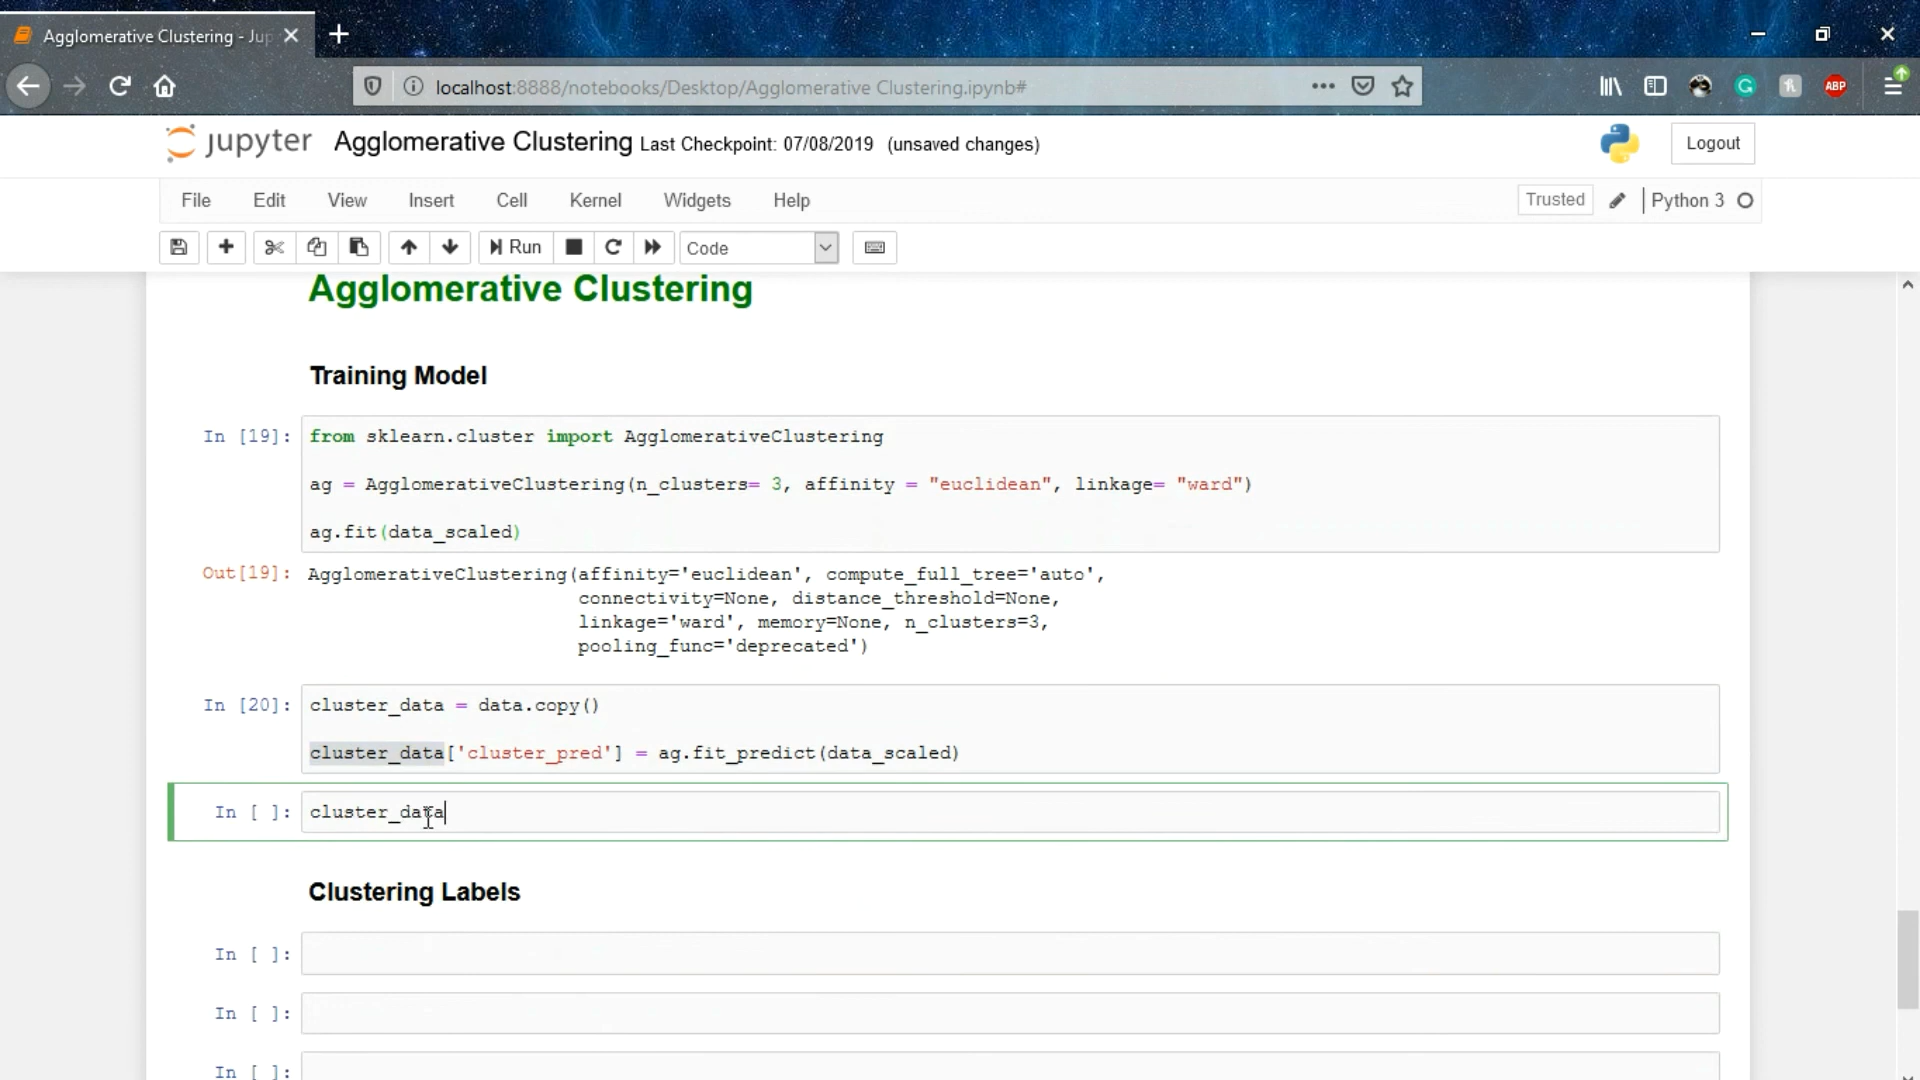 Agglomerative Clustering - Jup
localhost:8888/notebooks/Desktop/Agglomerative Clustering.ipynb#
ABP
jupyter Agglomerative Clustering Last Checkpoint: 07/08/2019 (unsaved changes)
Logout
File Edit View Insert Cell Kernel Widgets Help
Trusted Python 3
Run Code
Agglomerative Clustering
Training Model
In [19]: from sklearn.cluster import AgglomerativeClustering
ag = AgglomerativeClustering(n_clusters= 3, affinity = "euclidean", linkage= "ward")
ag.fit(data_scaled)
Out[19]: AgglomerativeClustering(affinity='euclidean', compute_full_tree='auto',
connectivity=None, distance_threshold=None,
linkage='ward', memory=None, n_clusters=3,
pooling_func='deprecated')
In [20]: cluster_data = data.copy()
cluster_data['cluster_pred'] = ag.fit_predict(data_scaled)
In [ ]: cluster_data
Clustering Labels
In [ ]:
In [ ]:
In [ ]: